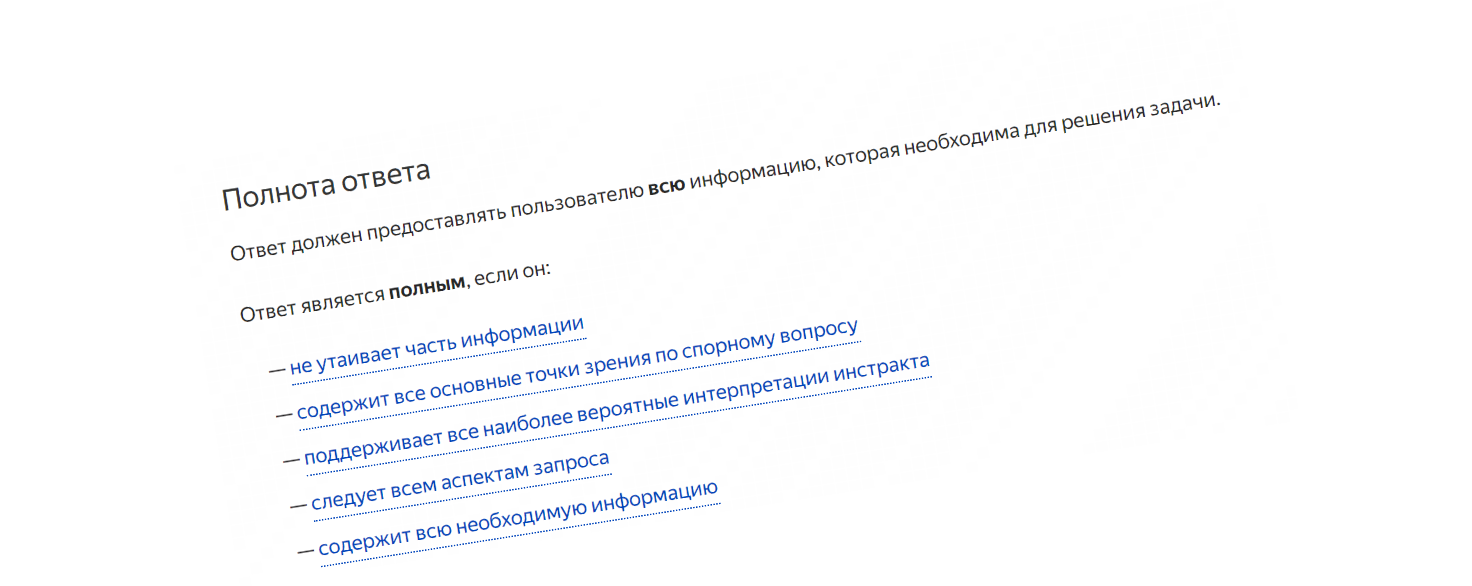 Полнота ответа
Ответ должен предоставлять пользователю всю информацию, которая необходима для решения задачи.
Ответ является полным, если он:
— не утаивает часть информации
— содержит все основные точки зрения по спорному вопросу
— поддерживает все наиболее вероятные интерпретации инстракта
— следует всем аспектам запроса
— содержит всю необходимую информацию